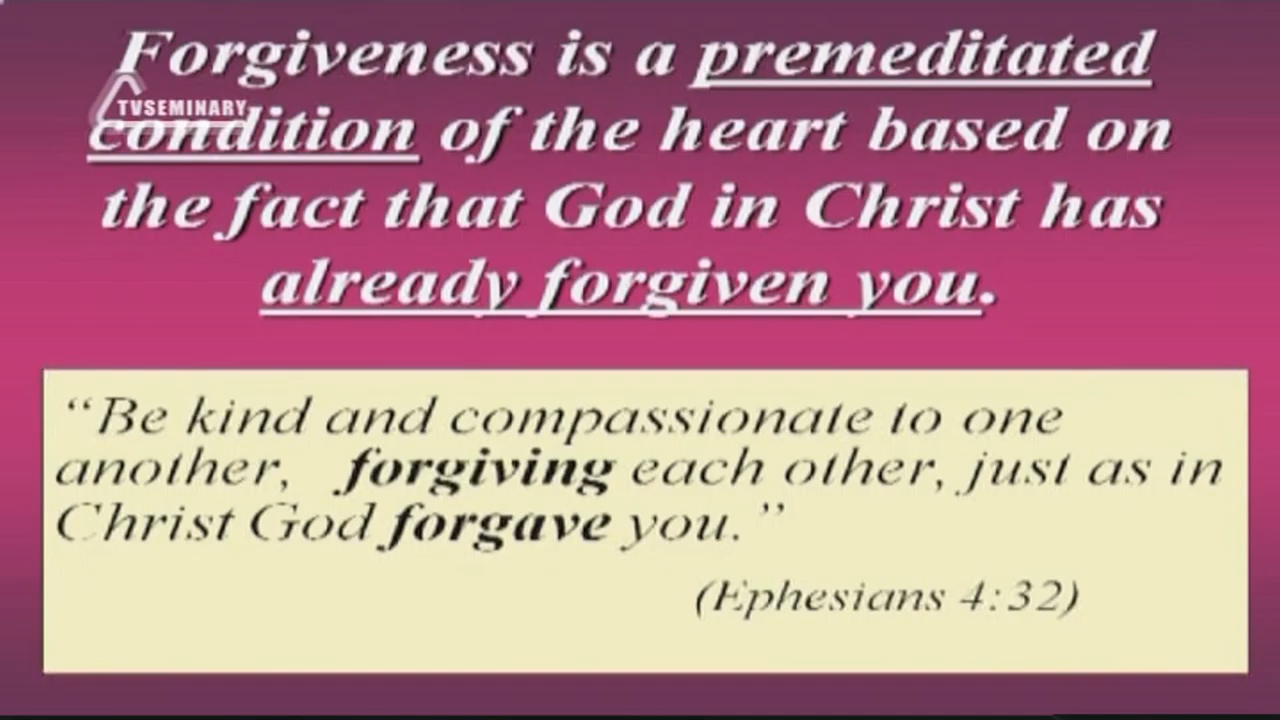 Forgiveness is a premeditated
TVSEMINARY
condition of the heart based on
the fact that God in Christ has
already forgiven you.
“Be kind and compassionate to one
another, forgiving each other, just as in
Christ God forgave you.”
(Ephesians 4:32)